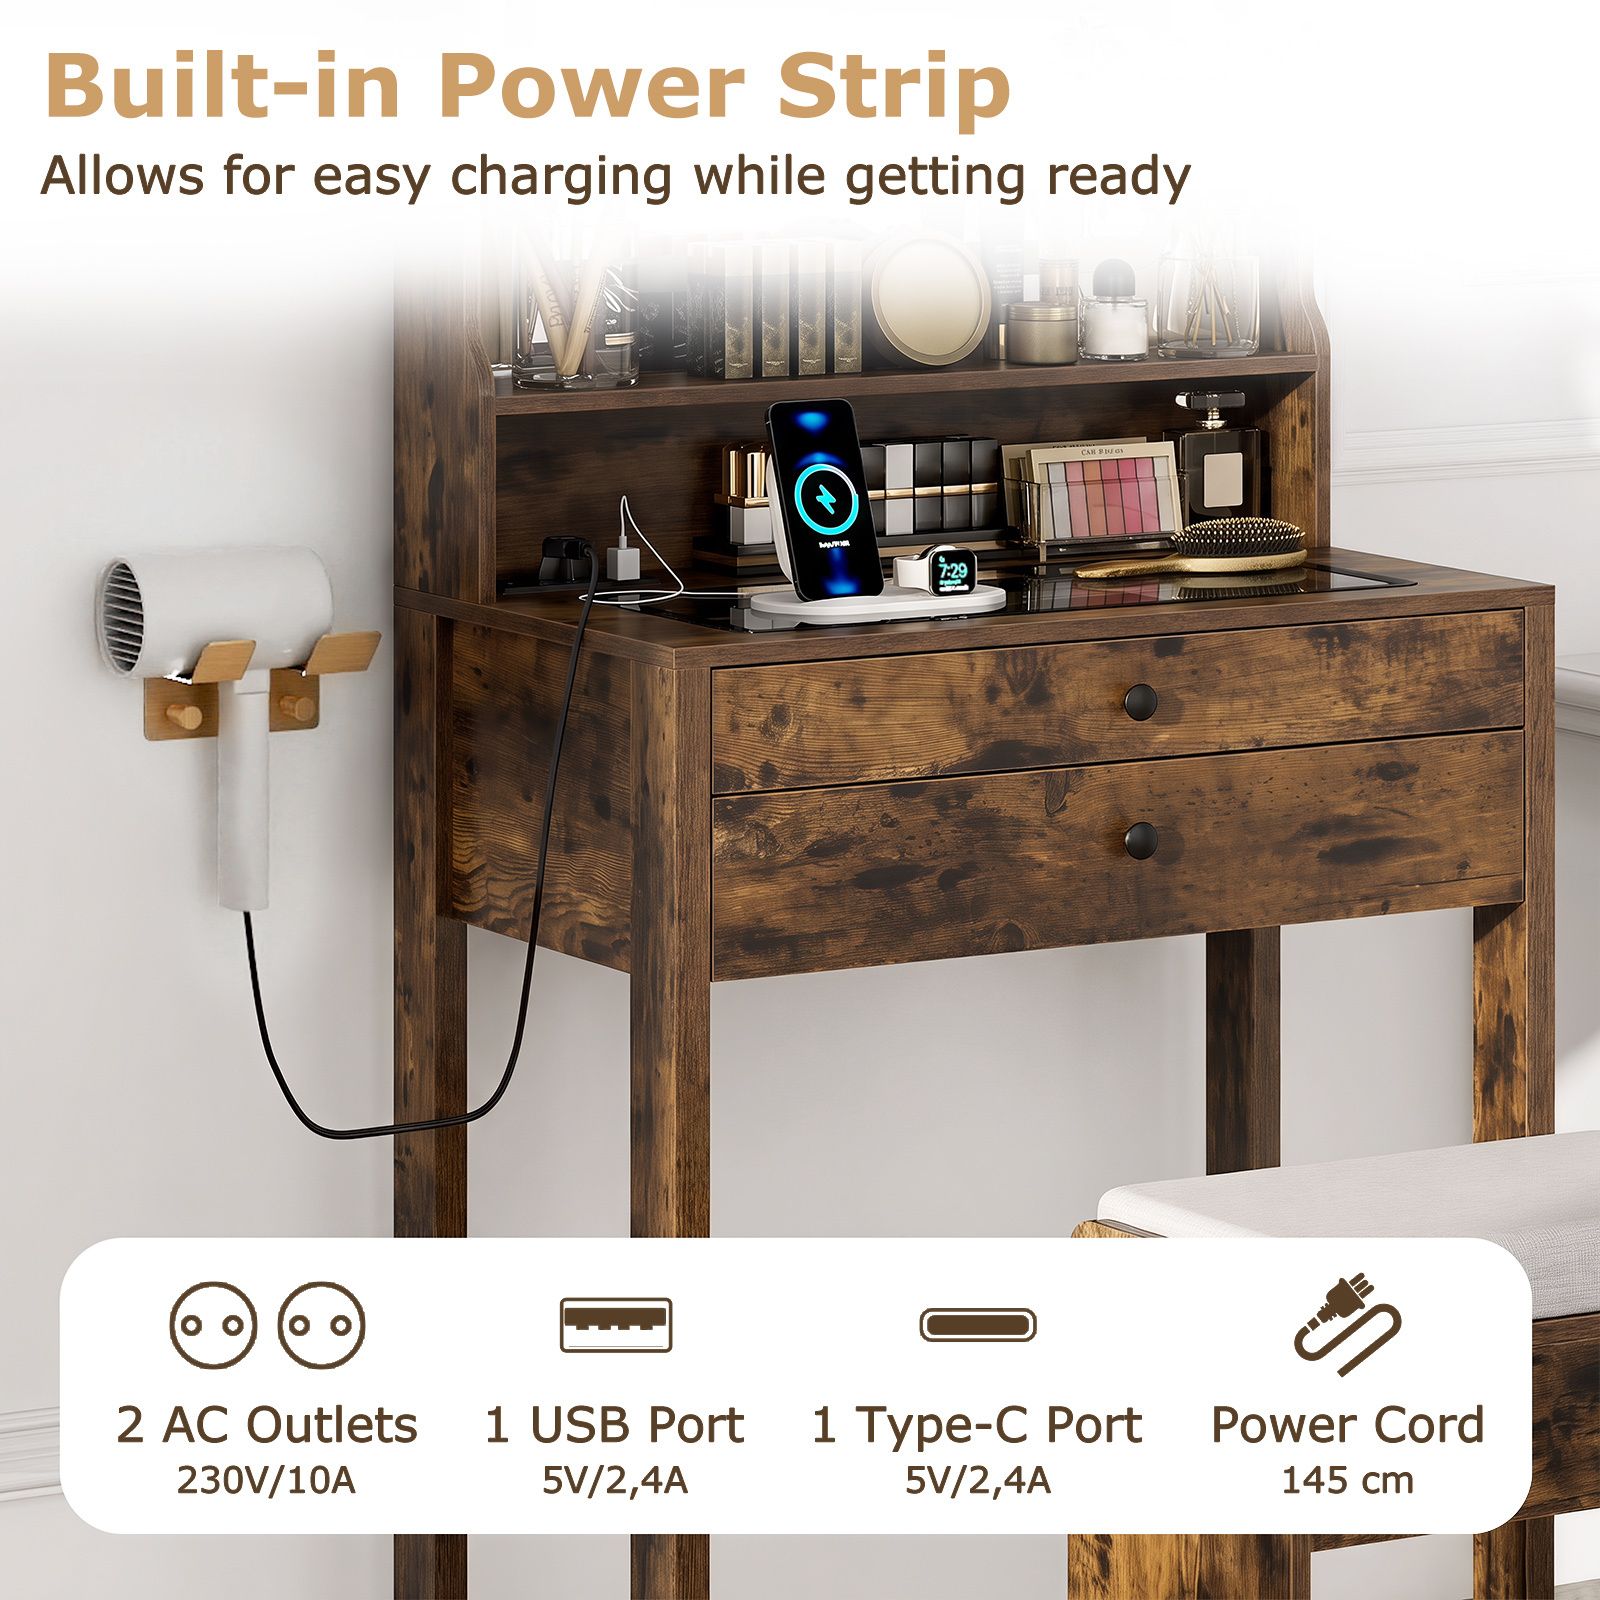 Built-in Power Strip
Allows for easy charging while getting ready
7:29
2 AC Outlets
230V/10A
1 USB Port
5V/2,4A
1 Type-C Port
5V/2,4A
Power Cord
145 cm